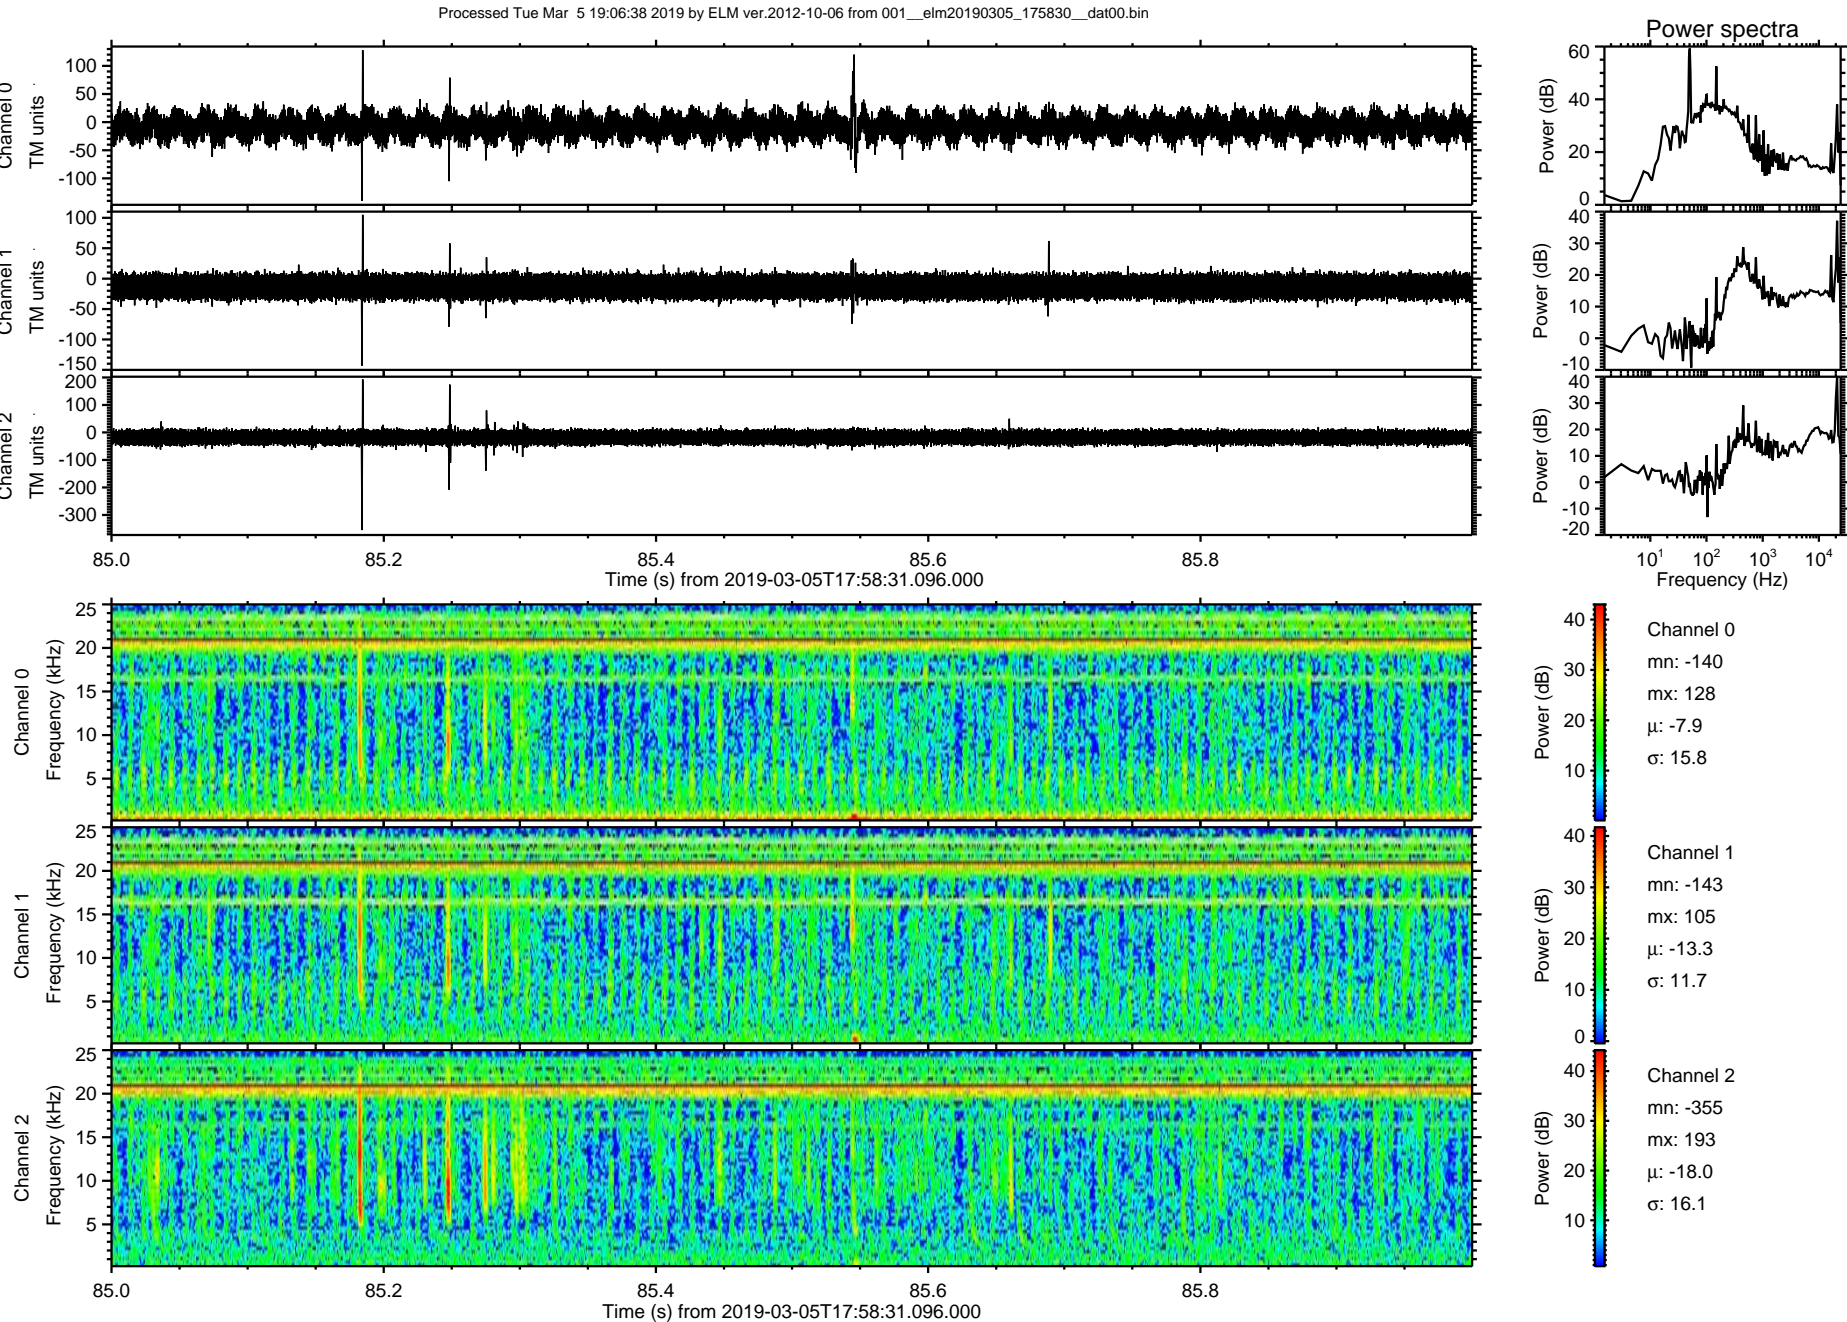 Processed Tue Mar  5 19:06:38 2019 by ELM ver.2012-10-06 from 001__elm20190305_175830__dat00.bin
Power spectra
Channel 0
TM units
100
50
0
-50
-100
Power (dB)
60
40
20
0
Channel 1
TM units
100
50
0
-50
-100
-150
Power (dB)
40
30
20
10
0
-10
Channel 2
TM units
200
100
0
-100
-200
-300
Power (dB)
40
30
20
10
0
-10
-20
85.0 85.2 85.4 85.6 85.8
Time (s) from 2019-03-05T17:58:31.096.000
10¹ 10² 10³ 10⁴
Frequency (Hz)
Channel 0
Frequency (kHz)
25
20
15
10
5
Power (dB)
40
30
20
10
Channel 0
mn: -140
mx: 128
μ: -7.9
σ: 15.8
Channel 1
Frequency (kHz)
25
20
15
10
5
Power (dB)
40
30
20
10
0
Channel 1
mn: -143
mx: 105
μ: -13.3
σ: 11.7
Channel 2
Frequency (kHz)
25
20
15
10
5
Power (dB)
40
30
20
10
Channel 2
mn: -355
mx: 193
μ: -18.0
σ: 16.1
85.0 85.2 85.4 85.6 85.8
Time (s) from 2019-03-05T17:58:31.096.000